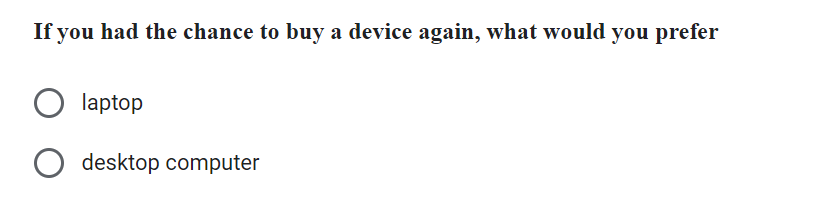 If you had the chance to buy a device again, what would you prefer
laptop
desktop computer